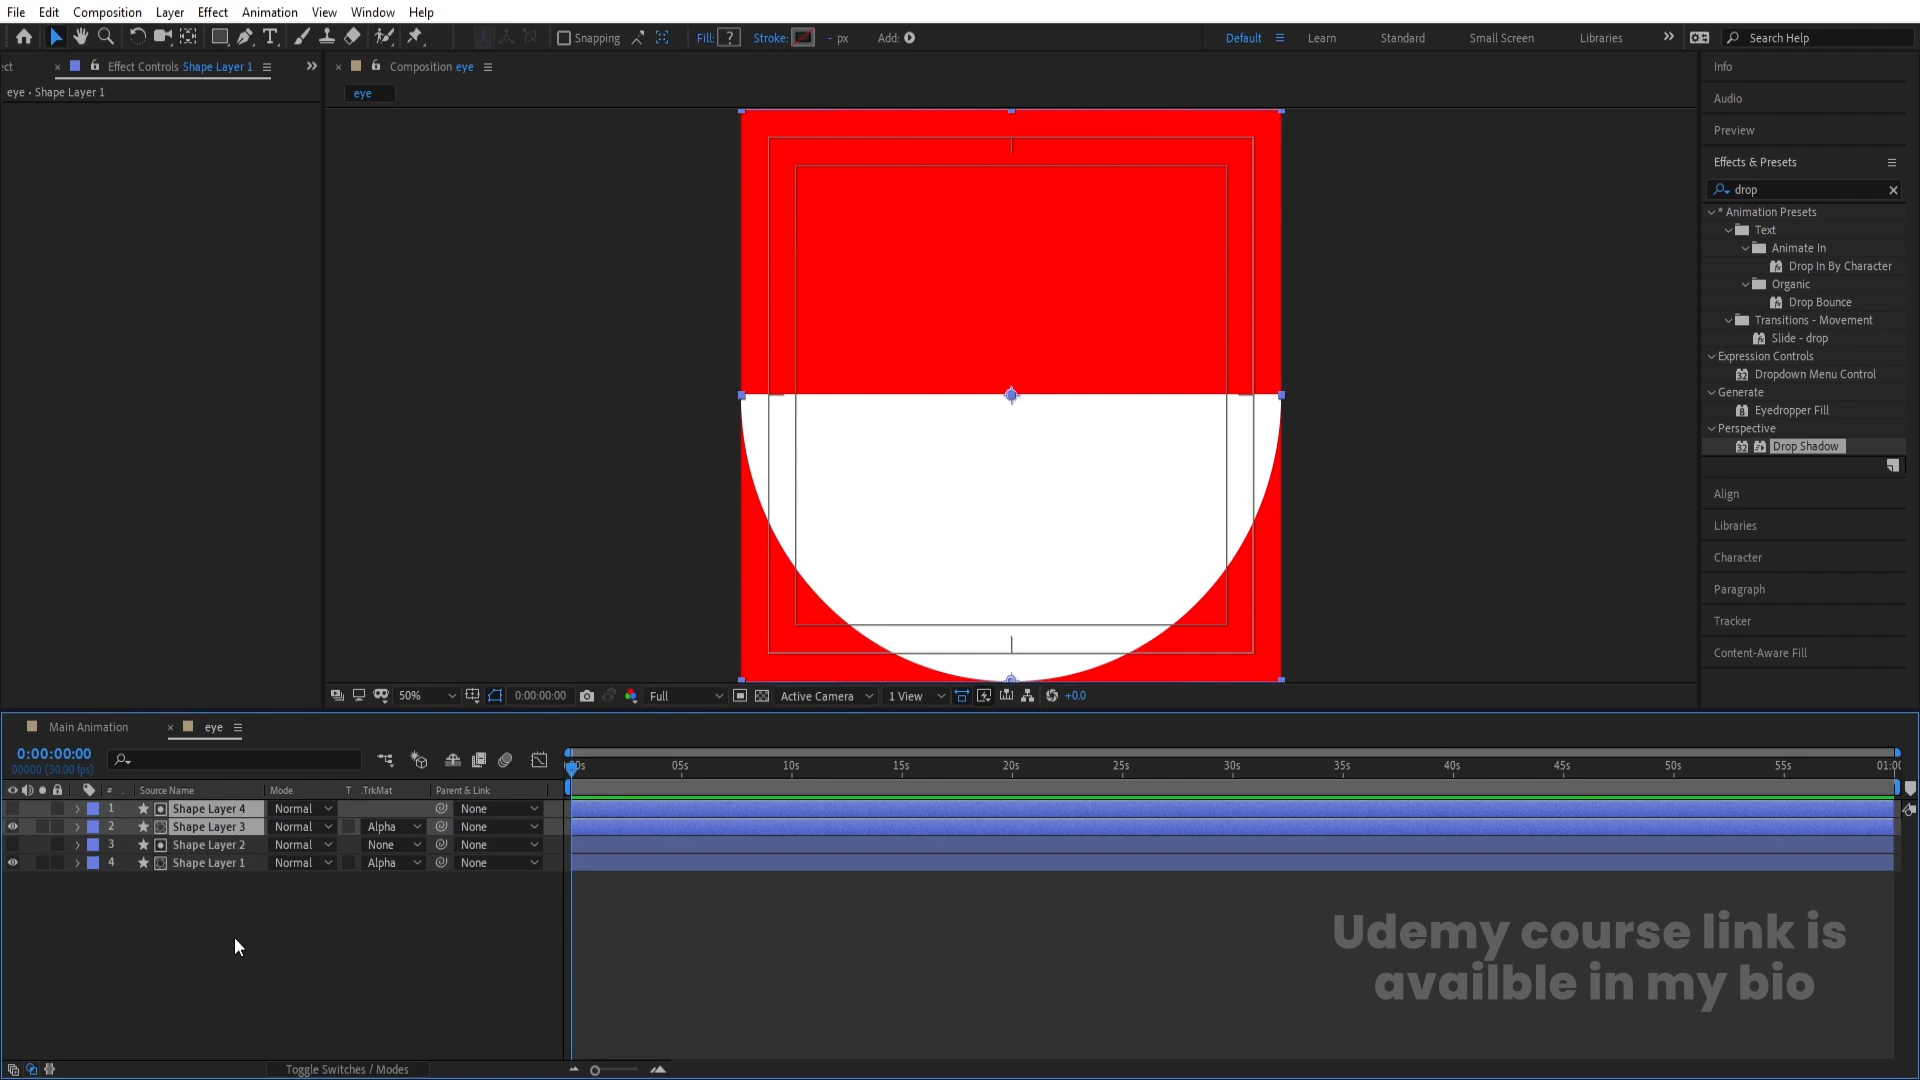 File Edit Composition Layer Effect Animation View Window Help
Snapping Fill: ? Stroke: - px Add: Default Learn Standard Small Screen Libraries Search Help
ct × Effect Controls Shape Layer 1 × Composition eye Info
eye • Shape Layer 1 eye
Audio
Preview
Effects & Presets
drop
* Animation Presets
Text
Animate In
Drop In By Character
Organic
Drop Bounce
Transitions - Movement
Slide - drop
Expression Controls
Dropdown Menu Control
Generate
Eyedropper Fill
Perspective
Drop Shadow
Align
Libraries
Character
Paragraph
Tracker
Content-Aware Fill
50% 0:00:00:00 Full Active Camera 1 View +0.0
Main Animation × eye
0:00:00:00
00000 (30.00 fps)
00s 05s 10s 15s 20s 25s 30s 35s 40s 45s 50s 55s 01:00
# . Source Name Mode T .TrkMat Parent & Link
1 Shape Layer 4 Normal None
2 Shape Layer 3 Normal Alpha None
3 Shape Layer 2 Normal None None
4 Shape Layer 1 Normal Alpha None
Udemy course link is
availble in my bio
Toggle Switches / Modes